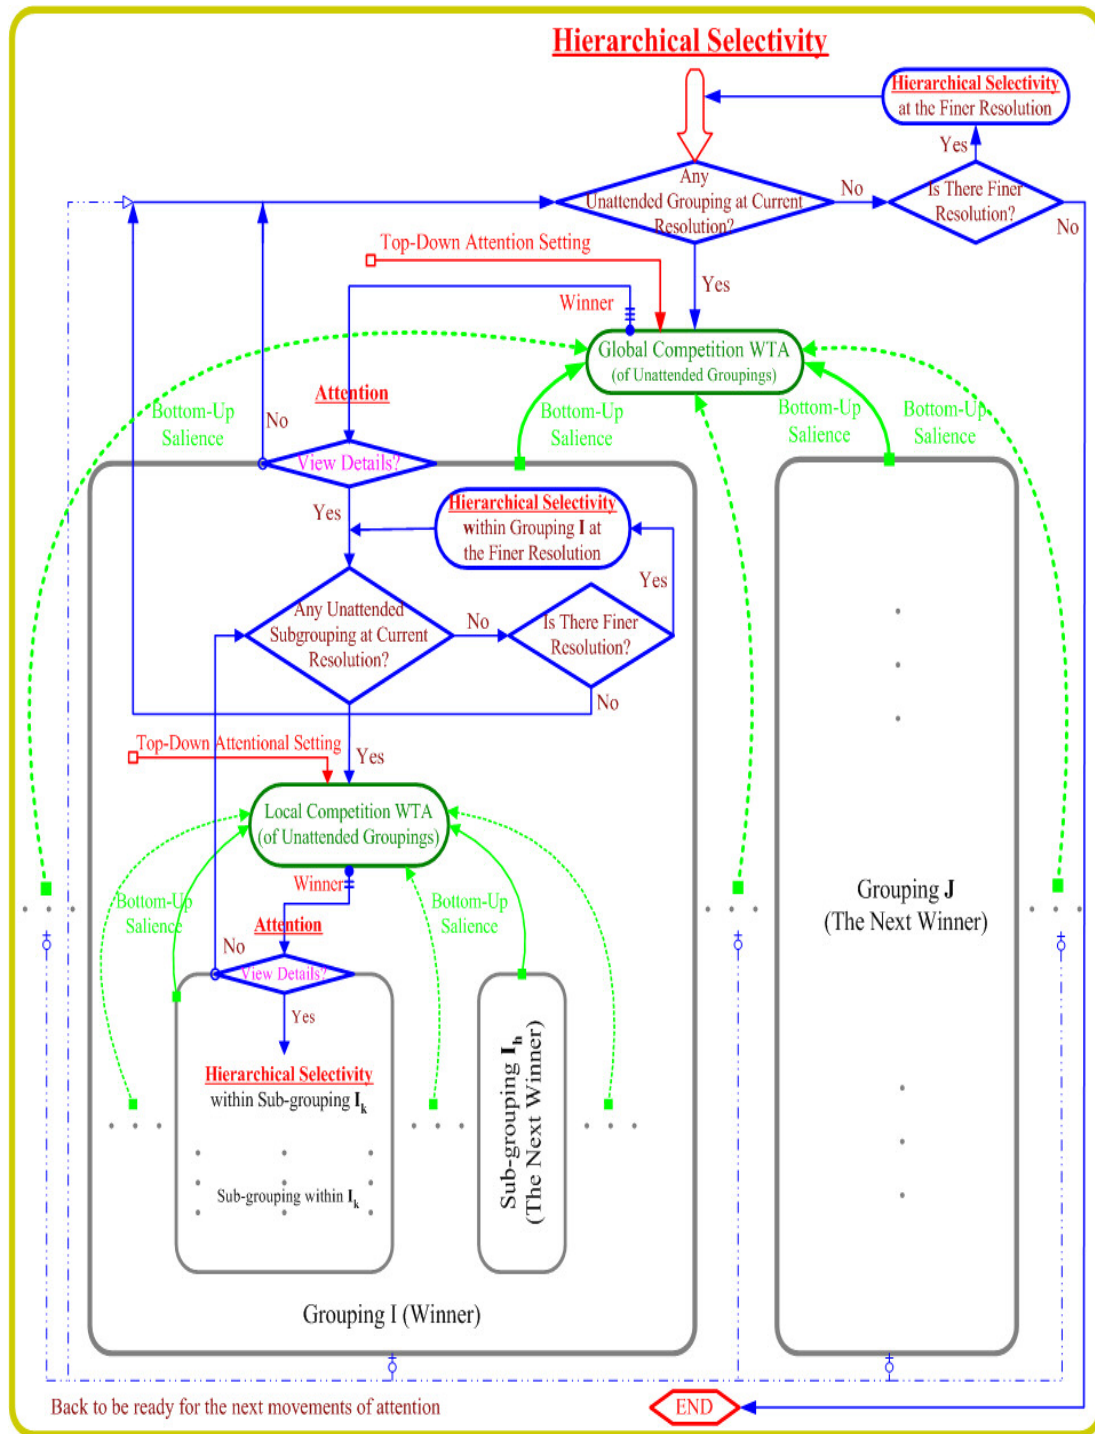 Hierarchical Selectivity
Hierarchical Selectivity
at the Finer Resolution
Yes
Any
Unattended Grouping at Current
Resolution?
No
Is There Finer
Resolution?
No
Top-Down Attention Setting
Yes
Winner
Global Competition WTA
(of Unattended Groupings)
Attention
Bottom-Up
Salience
No
Bottom-Up
Salience
Bottom-Up
Salience
Bottom-Up
Salience
View Details?
Yes
Hierarchical Selectivity
within Grouping I at
the Finer Resolution
Yes
Any Unattended
Subgrouping at Current
Resolution?
No
Is There Finer
Resolution?
No
Top-Down Attentional Setting
Yes
Local Competition WTA
(of Unattended Groupings)
Winner
Bottom-Up
Salience
Bottom-Up
Salience
Attention
No
View Details?
Yes
Hierarchical Selectivity
within Sub-grouping Ik
Sub-grouping within Ik
Sub-grouping Ih
(The Next Winner)
Grouping J
(The Next Winner)
Grouping I (Winner)
Back to be ready for the next movements of attention
END